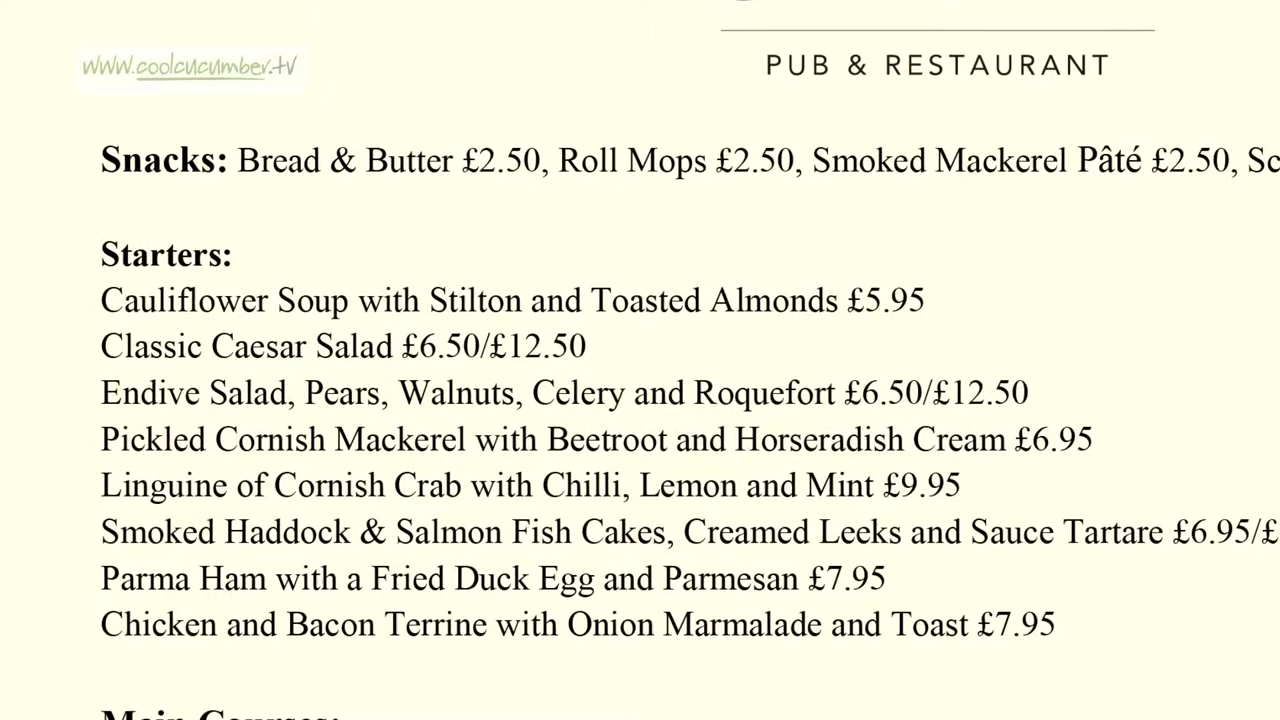 www.coolcucumber.tv
PUB & RESTAURANT
Snacks: Bread & Butter £2.50, Roll Mops £2.50, Smoked Mackerel Pâté £2.50, Sc
Starters:
Cauliflower Soup with Stilton and Toasted Almonds £5.95
Classic Caesar Salad £6.50/£12.50
Endive Salad, Pears, Walnuts, Celery and Roquefort £6.50/£12.50
Pickled Cornish Mackerel with Beetroot and Horseradish Cream £6.95
Linguine of Cornish Crab with Chilli, Lemon and Mint £9.95
Smoked Haddock & Salmon Fish Cakes, Creamed Leeks and Sauce Tartare £6.95/£
Parma Ham with a Fried Duck Egg and Parmesan £7.95
Chicken and Bacon Terrine with Onion Marmalade and Toast £7.95
Main Courses: